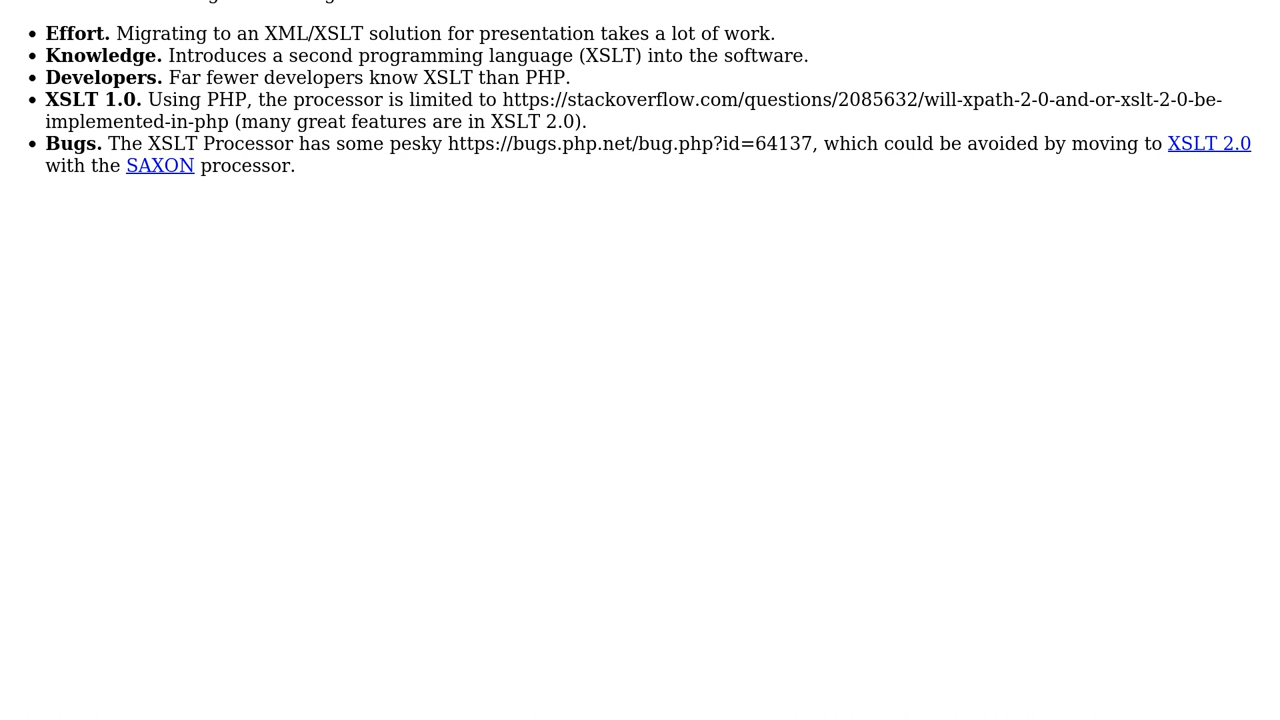 Effort. Migrating to an XML/XSLT solution for presentation takes a lot of work.
Knowledge. Introduces a second programming language (XSLT) into the software.
Developers. Far fewer developers know XSLT than PHP.
XSLT 1.0. Using PHP, the processor is limited to https://stackoverflow.com/questions/2085632/will-xpath-2-0-and-or-xslt-2-0-be-
implemented-in-php (many great features are in XSLT 2.0).
Bugs. The XSLT Processor has some pesky https://bugs.php.net/bug.php?id=64137, which could be avoided by moving to XSLT 2.0
with the SAXON processor.